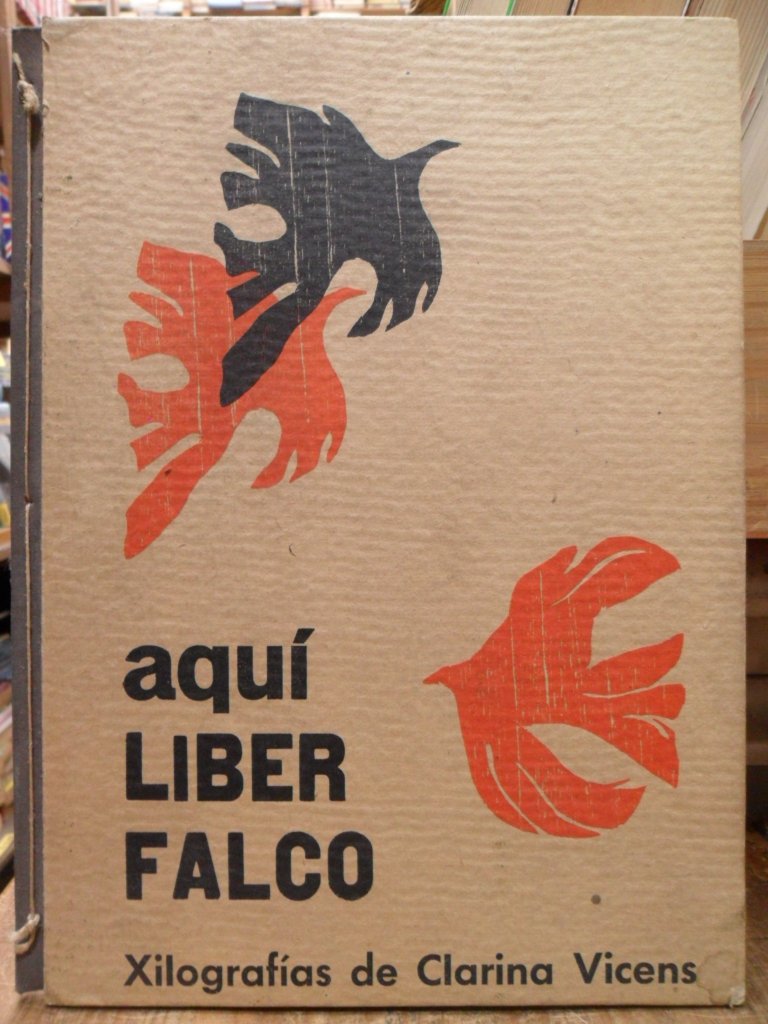 aquí
LIBER
FALCO
Xilografías de Clarina Vicens